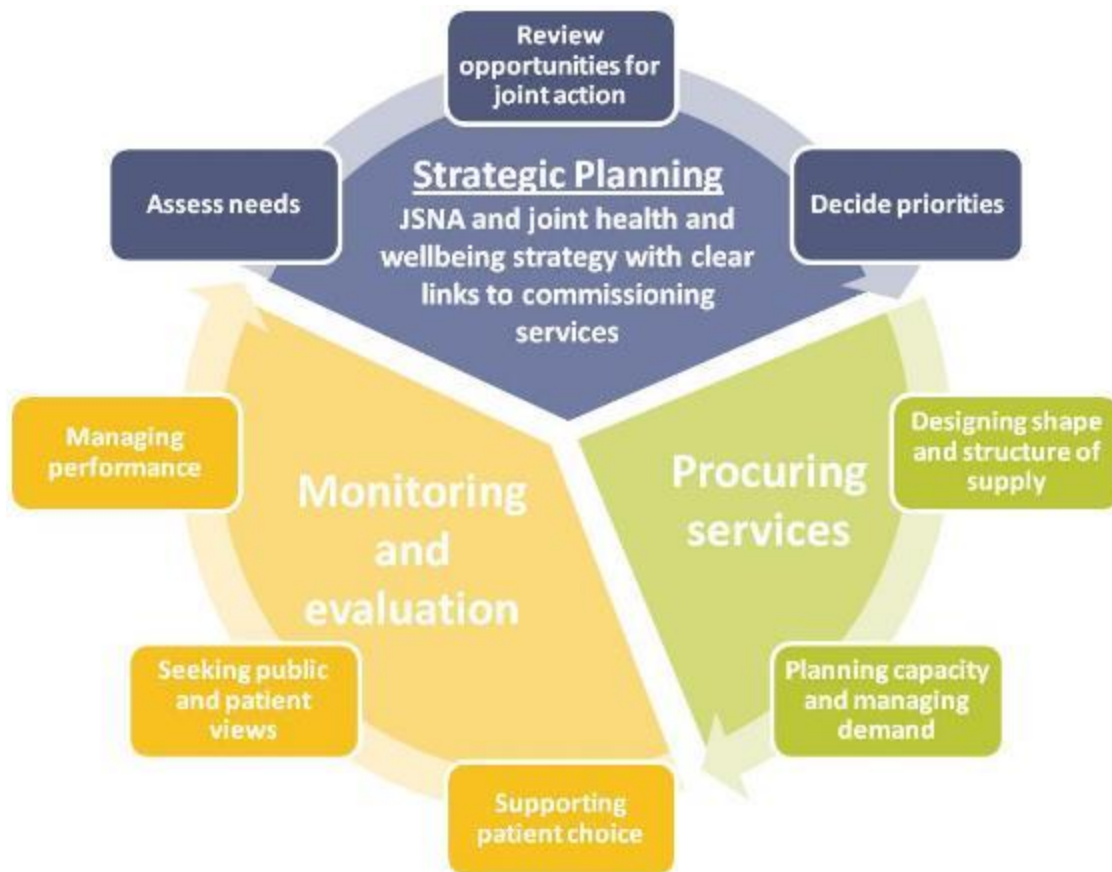 Review
opportunities for
joint action
Assess needs
Strategic Planning
JSNA and joint health and
wellbeing strategy with clear
links to commissioning
services
Decide priorities
Managing
performance
Monitoring
and
evaluation
Procuring
services
Designing shape
and structure of
supply
Seeking public
and patient
views
Planning capacity
and managing
demand
Supporting
patient choice